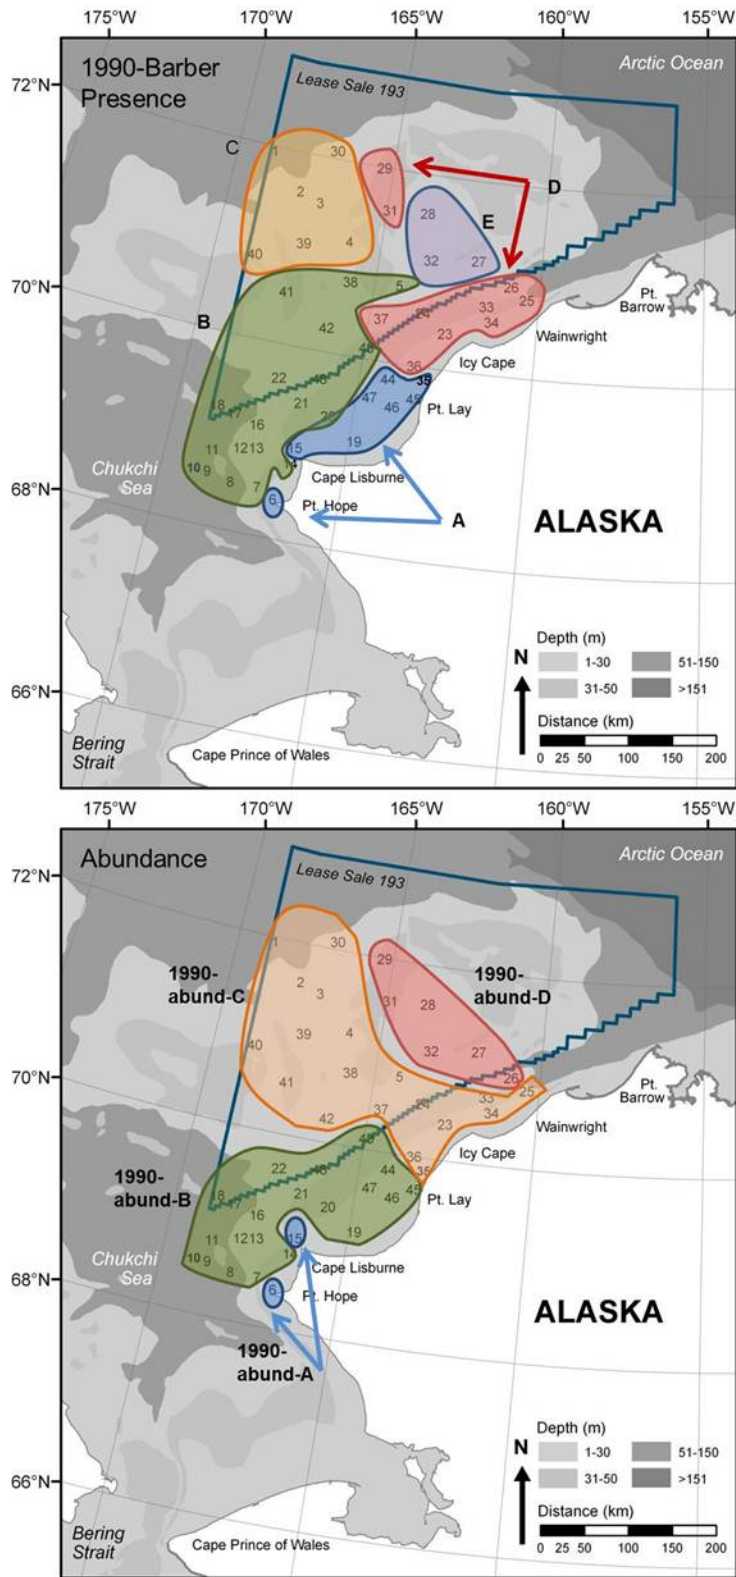 175°W 170°W 165°W 160°W 155°W
1990-Barber
Presence
Lease Sale 193
Arctic Ocean
72°N
C
1 30
29
D
2
3
31
28
E
40 39 4
32 27
70°N
41 38 5
26
25
Pt.
Barrow
B
42
37 24 33
34
23
Wainwright
48
36
Icy Cape
22 43
44 35
18 17
21
47 46 45
Pt. Lay
16 20
11 12 13
15 19
Chukchi
Sea
10 9 8 7
14
Cape Lisburne
68°N
6
Pt. Hope
A
ALASKA
Depth (m)
N
1-30 51-150
31-50 >151
66°N
Distance (km)
0 25 50 100 150 200
Bering
Strait
Cape Prince of Wales
175°W 170°W 165°W 160°W 155°W
Abundance
Lease Sale 193
Arctic Ocean
72°N
1 30
29
1990-
abund-C
1990-
abund-D
2
3
31 28
40 39 4
32 27
70°N
41 38 5
26
25
Pt.
Barrow
42
37 24 33
34
23
Wainwright
48
36
Icy Cape
22 43
44 35
1990-
abund-B
18 17
21
47 46 45
Pt. Lay
16 20
11 12 13
15 19
Chukchi
Sea
10 9 8 7
14
Cape Lisburne
68°N
6
Pt. Hope
1990-
abund-A
ALASKA
Depth (m)
N
1-30 51-150
31-50 >151
66°N
Distance (km)
0 25 50 100 150 200
Bering
Strait
Cape Prince of Wales